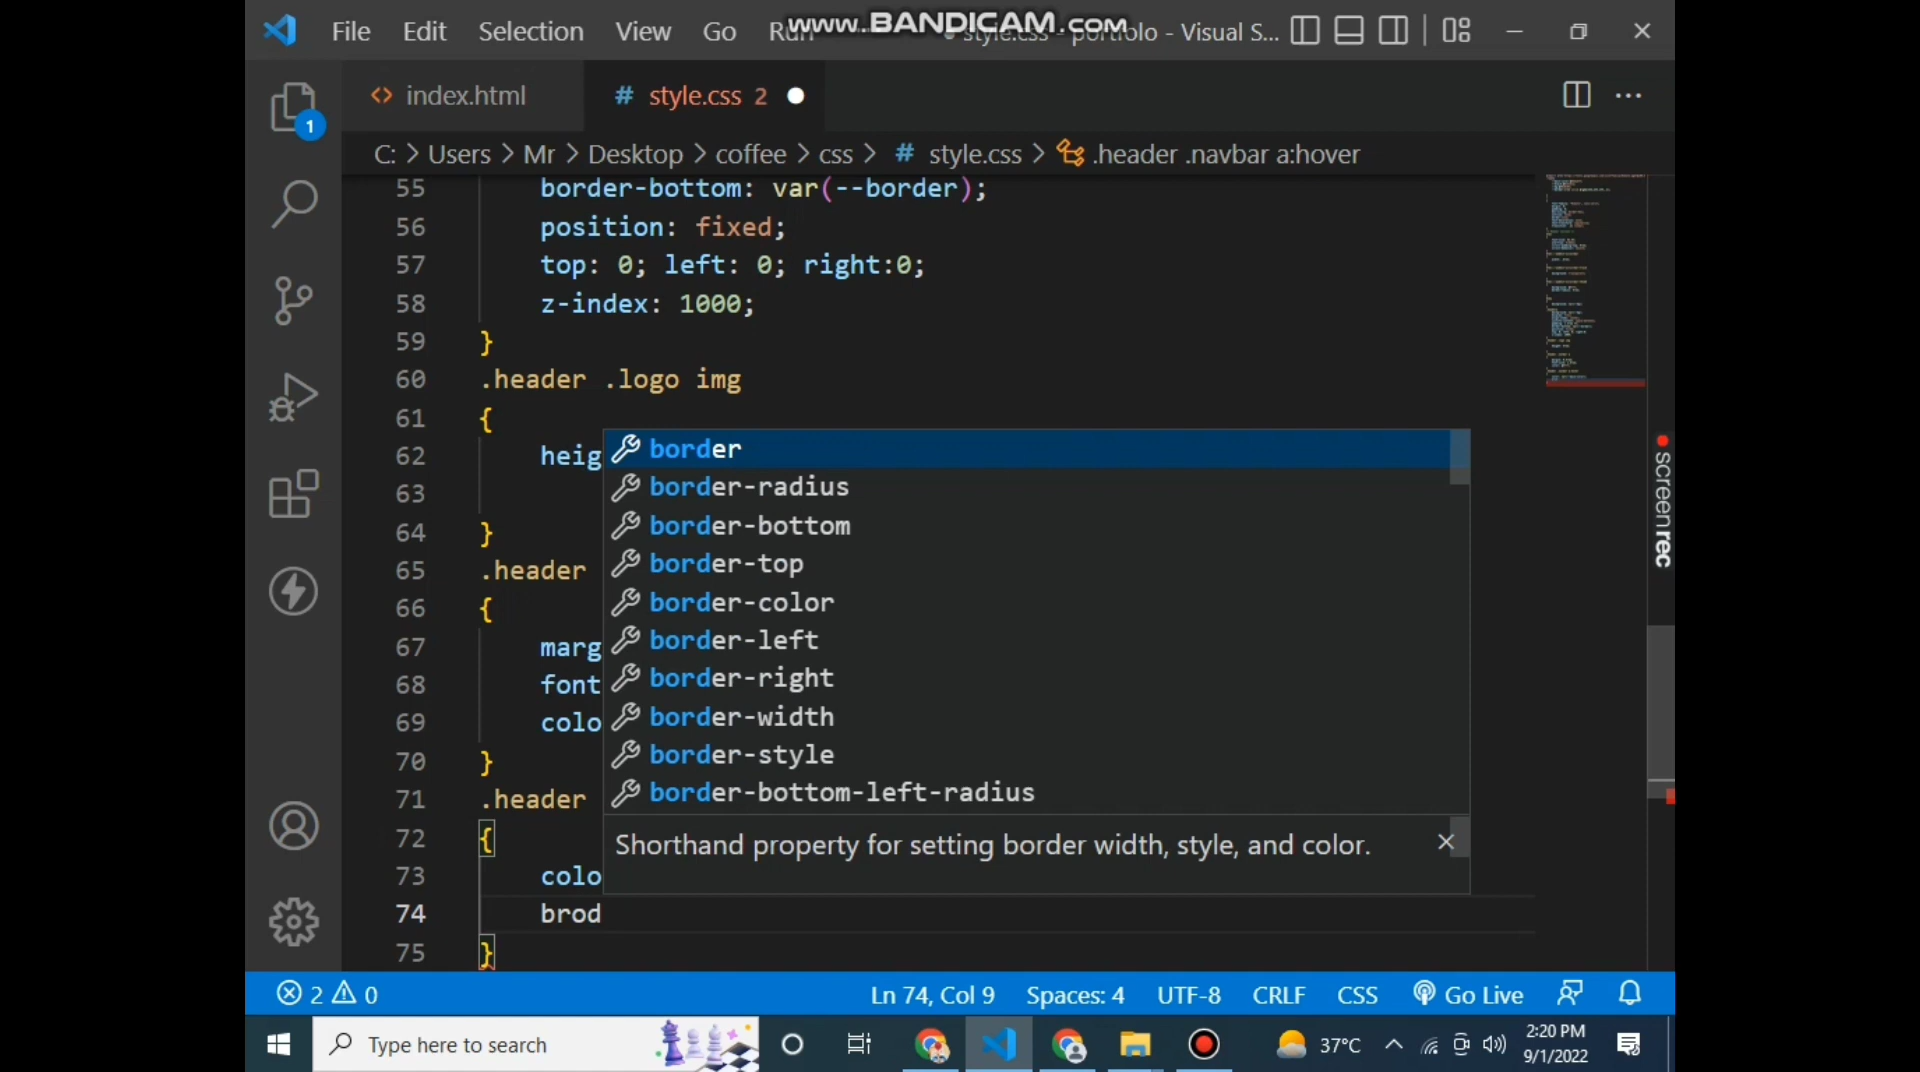 File Edit Selection View Go Run style.css - portfolo - Visual S...
www.BANDICAM.com
index.html
# style.css 2
1
C: > Users > Mr > Desktop > coffee > css > # style.css > .header .navbar a:hover
55 border-bottom: var(--border);
56 position: fixed;
57 top: 0; left: 0; right:0;
58 z-index: 1000;
59 }
60 .header .logo img
61 {
62 heig
63
64 }
65 .header
66 {
67 marg
68 font
69 colo
70 }
71 .header
72 {
73 colo
74 brod
75 }
border
border-radius
border-bottom
border-top
border-color
border-left
border-right
border-width
border-style
border-bottom-left-radius
Shorthand property for setting border width, style, and color.
screenrec
2 0 Ln 74, Col 9 Spaces: 4 UTF-8 CRLF CSS Go Live
Type here to search
37°C
2:20 PM
9/1/2022